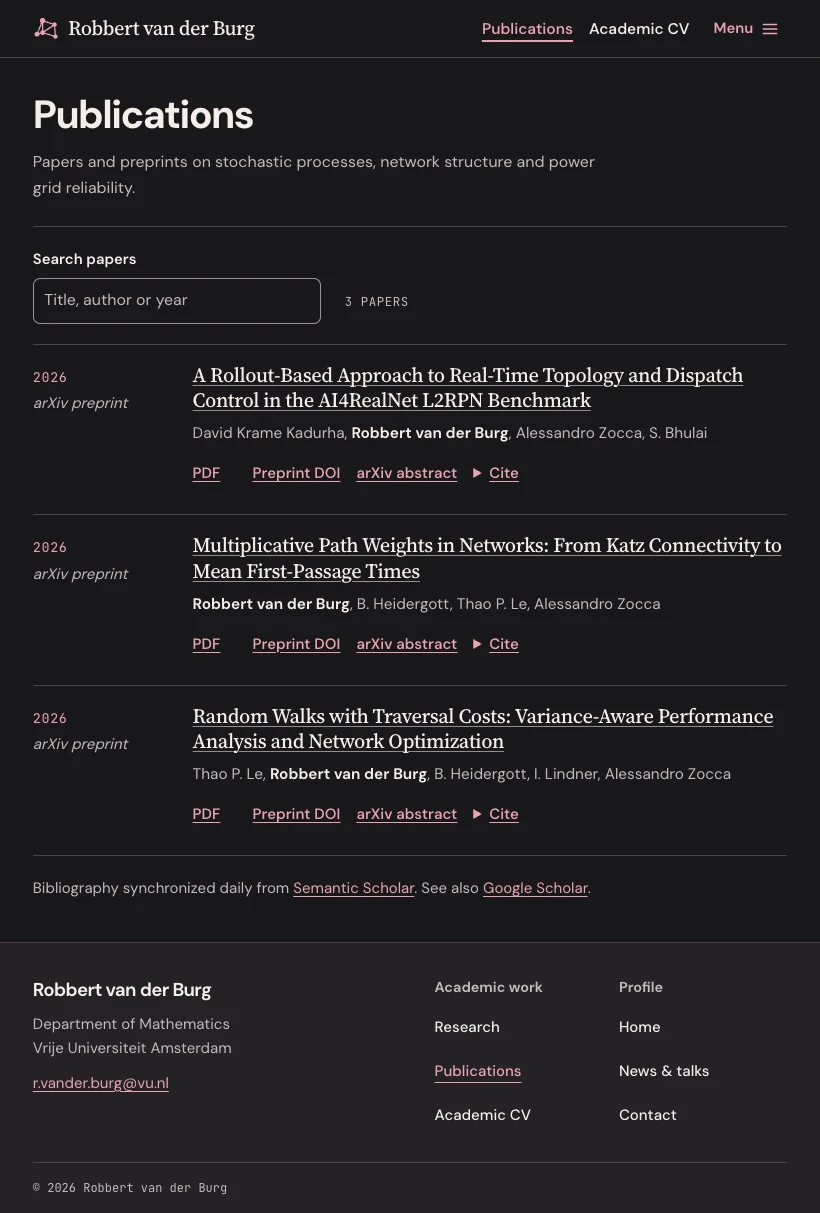 Robbert van der Burg
Publications Academic CV Menu
Publications
Papers and preprints on stochastic processes, network structure and power
grid reliability.
Search papers
Title, author or year
3 PAPERS
2026
arXiv preprint
A Rollout-Based Approach to Real-Time Topology and Dispatch
Control in the AI4RealNet L2RPN Benchmark
David Krame Kadurha, Robbert van der Burg, Alessandro Zocca, S. Bhulai
PDF Preprint DOI arXiv abstract Cite
2026
arXiv preprint
Multiplicative Path Weights in Networks: From Katz Connectivity to
Mean First-Passage Times
Robbert van der Burg, B. Heidergott, Thao P. Le, Alessandro Zocca
PDF Preprint DOI arXiv abstract Cite
2026
arXiv preprint
Random Walks with Traversal Costs: Variance-Aware Performance
Analysis and Network Optimization
Thao P. Le, Robbert van der Burg, B. Heidergott, I. Lindner, Alessandro Zocca
PDF Preprint DOI arXiv abstract Cite
Bibliography synchronized daily from Semantic Scholar. See also Google Scholar.
Robbert van der Burg
Department of Mathematics
Vrije Universiteit Amsterdam
r.vander.burg@vu.nl
Academic work
Research
Publications
Academic CV
Profile
Home
News & talks
Contact
© 2026 Robbert van der Burg